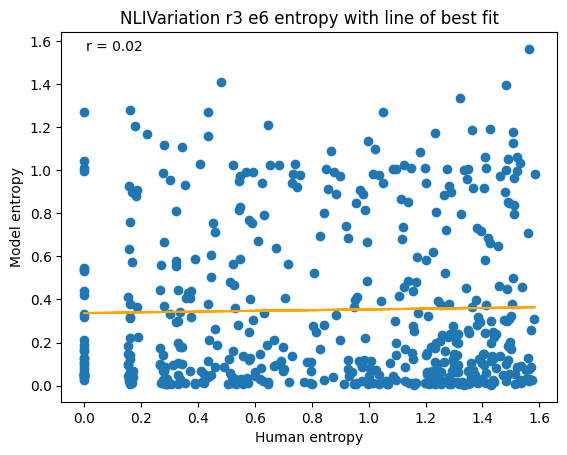 NLIVariation r3 e6 entropy with line of best fit
r = 0.02
Model entropy
1.6
1.4
1.2
1.0
0.8
0.6
0.4
0.2
0.0
0.0 0.2 0.4 0.6 0.8 1.0 1.2 1.4 1.6
Human entropy